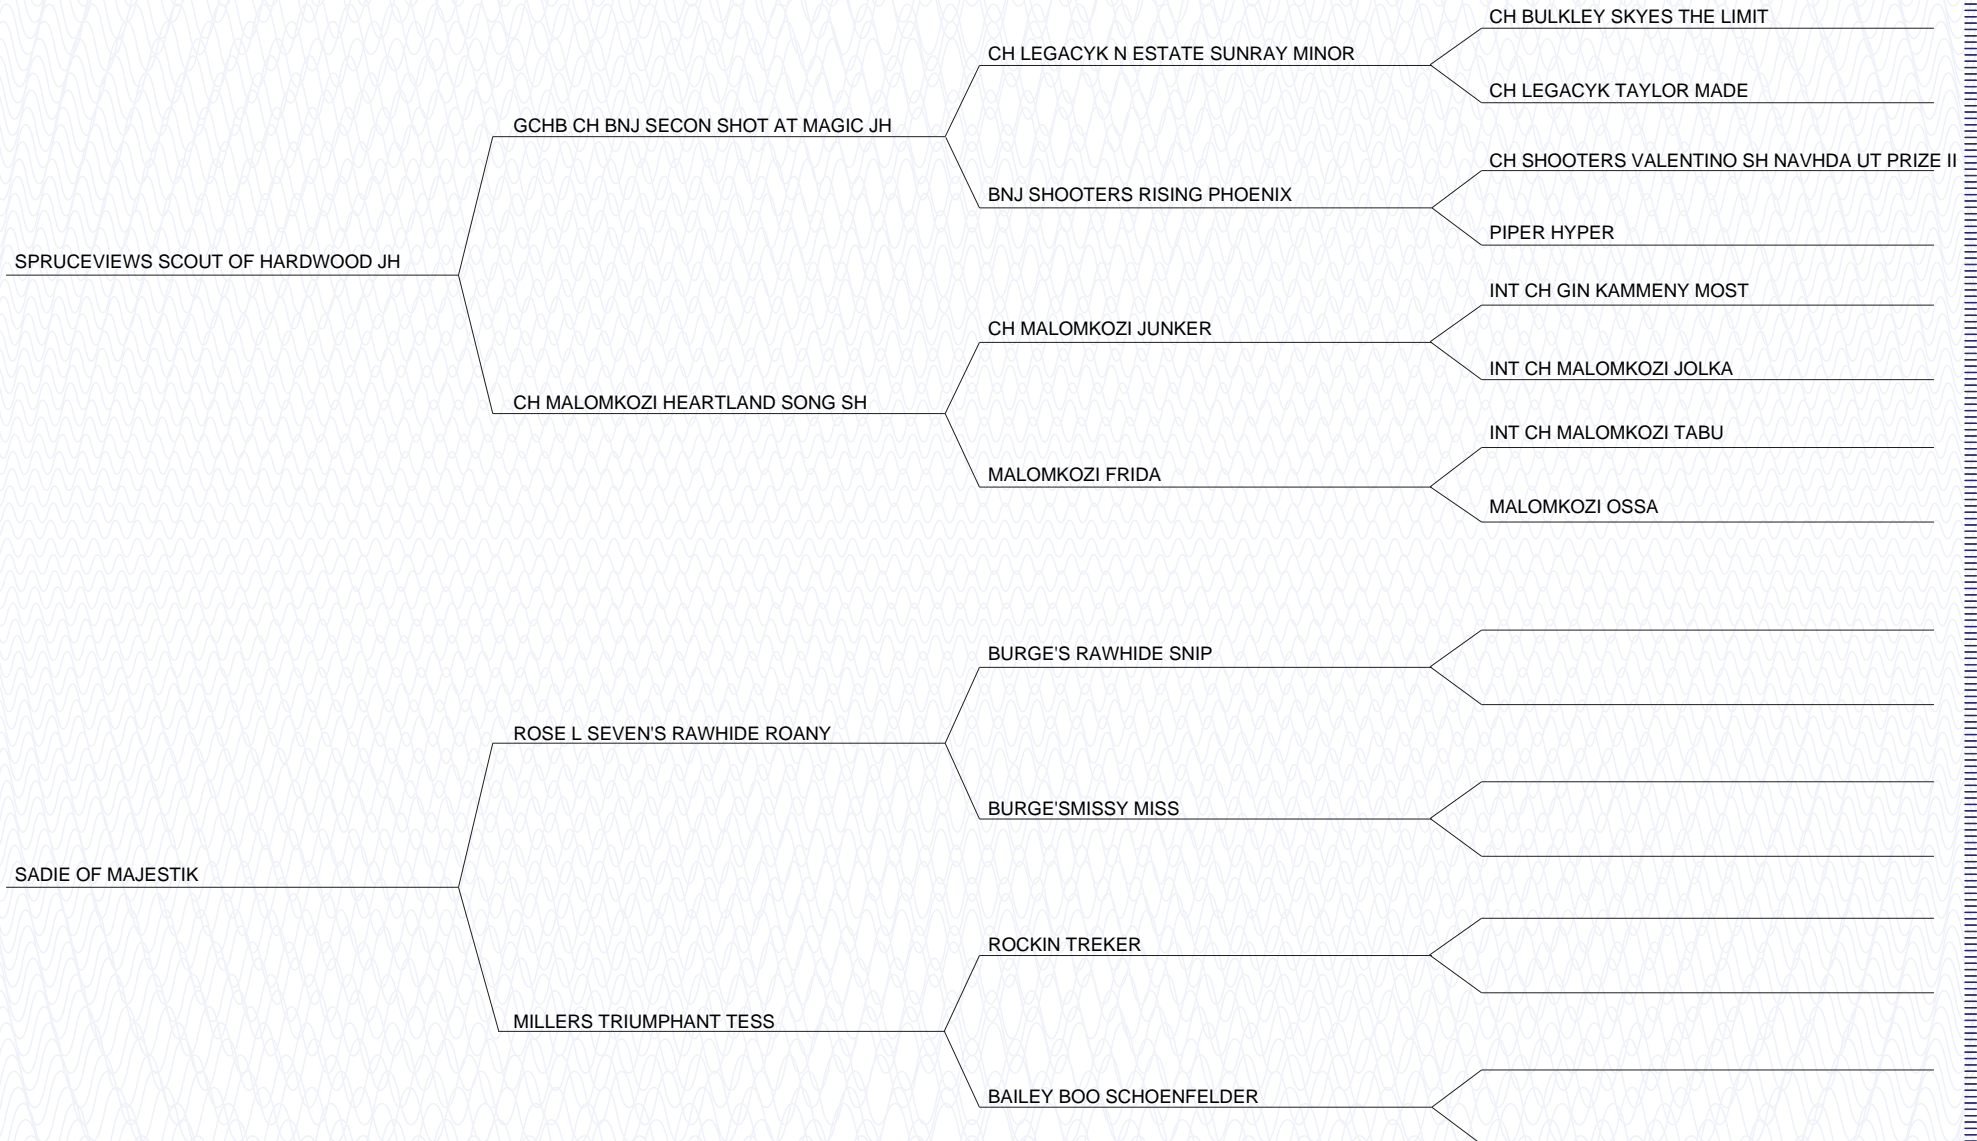 CH BULKLEY SKYES THE LIMIT
CH LEGACYK N ESTATE SUNRAY MINOR
CH LEGACYK TAYLOR MADE
GCHB CH BNJ SECON SHOT AT MAGIC JH
CH SHOOTERS VALENTINO SH NAVHDA UT PRIZE II
BNJ SHOOTERS RISING PHOENIX
PIPER HYPER
SPRUCEVIEWS SCOUT OF HARDWOOD JH
INT CH GIN KAMMENY MOST
CH MALOMKOZI JUNKER
INT CH MALOMKOZI JOLKA
CH MALOMKOZI HEARTLAND SONG SH
INT CH MALOMKOZI TABU
MALOMKOZI FRIDA
MALOMKOZI OSSA
BURGE'S RAWHIDE SNIP
ROSE L SEVEN'S RAWHIDE ROANY
BURGE'SMISSY MISS
SADIE OF MAJESTIK
ROCKIN TREKER
MILLERS TRIUMPHANT TESS
BAILEY BOO SCHOENFELDER